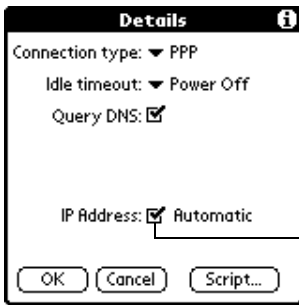 Details
Connection type: PPP
Idle timeout: Power Off
Query DNS:
IP Address: Automatic
OK Cancel Script...